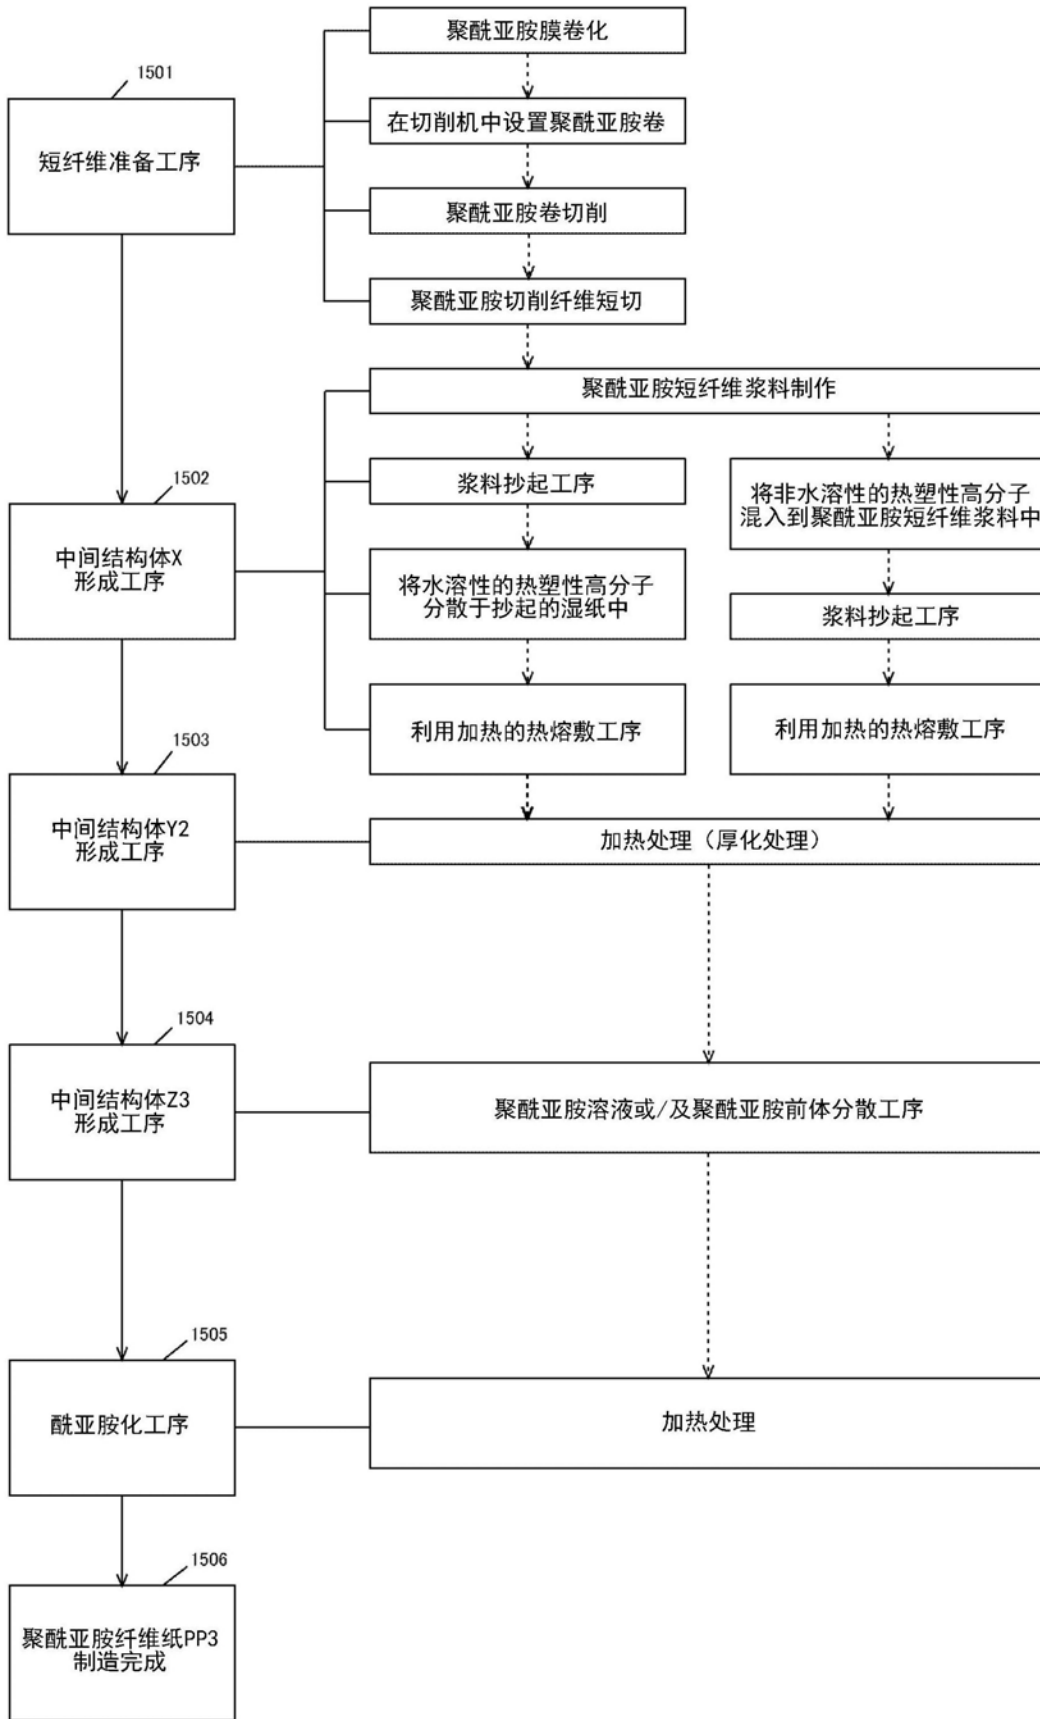 聚酰亚胺膜卷化
1501
在切削机中设置聚酰亚胺卷
短纤维准备工序
聚酰亚胺卷切削
聚酰亚胺切削纤维短切
聚酰亚胺短纤维浆料制作
1502
浆料抄起工序
将非水溶性的热塑性高分子
混入到聚酰亚胺短纤维浆料中
中间结构体X
形成工序
将水溶性的热塑性高分子
分散于抄起的湿纸中
浆料抄起工序
利用加热的热熔敷工序
利用加热的热熔敷工序
1503
中间结构体Y2
形成工序
加热处理（厚化处理）
1504
中间结构体Z3
形成工序
聚酰亚胺溶液或/及聚酰亚胺前体分散工序
1505
酰亚胺化工序
加热处理
1506
聚酰亚胺纤维纸PP3
制造完成